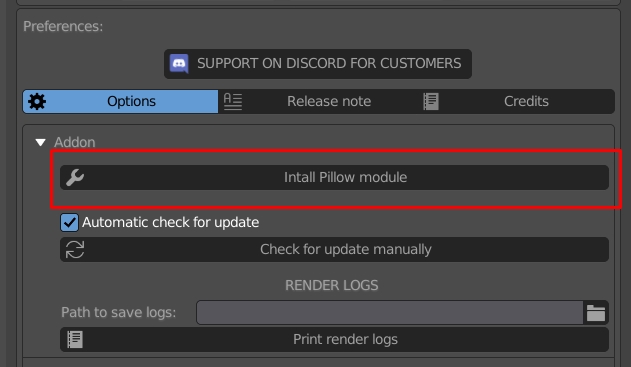 Preferences:
SUPPORT ON DISCORD FOR CUSTOMERS
Options
Release note
Credits
Addon
Intall Pillow module
Automatic check for update
Check for update manually
RENDER LOGS
Path to save logs:
Print render logs